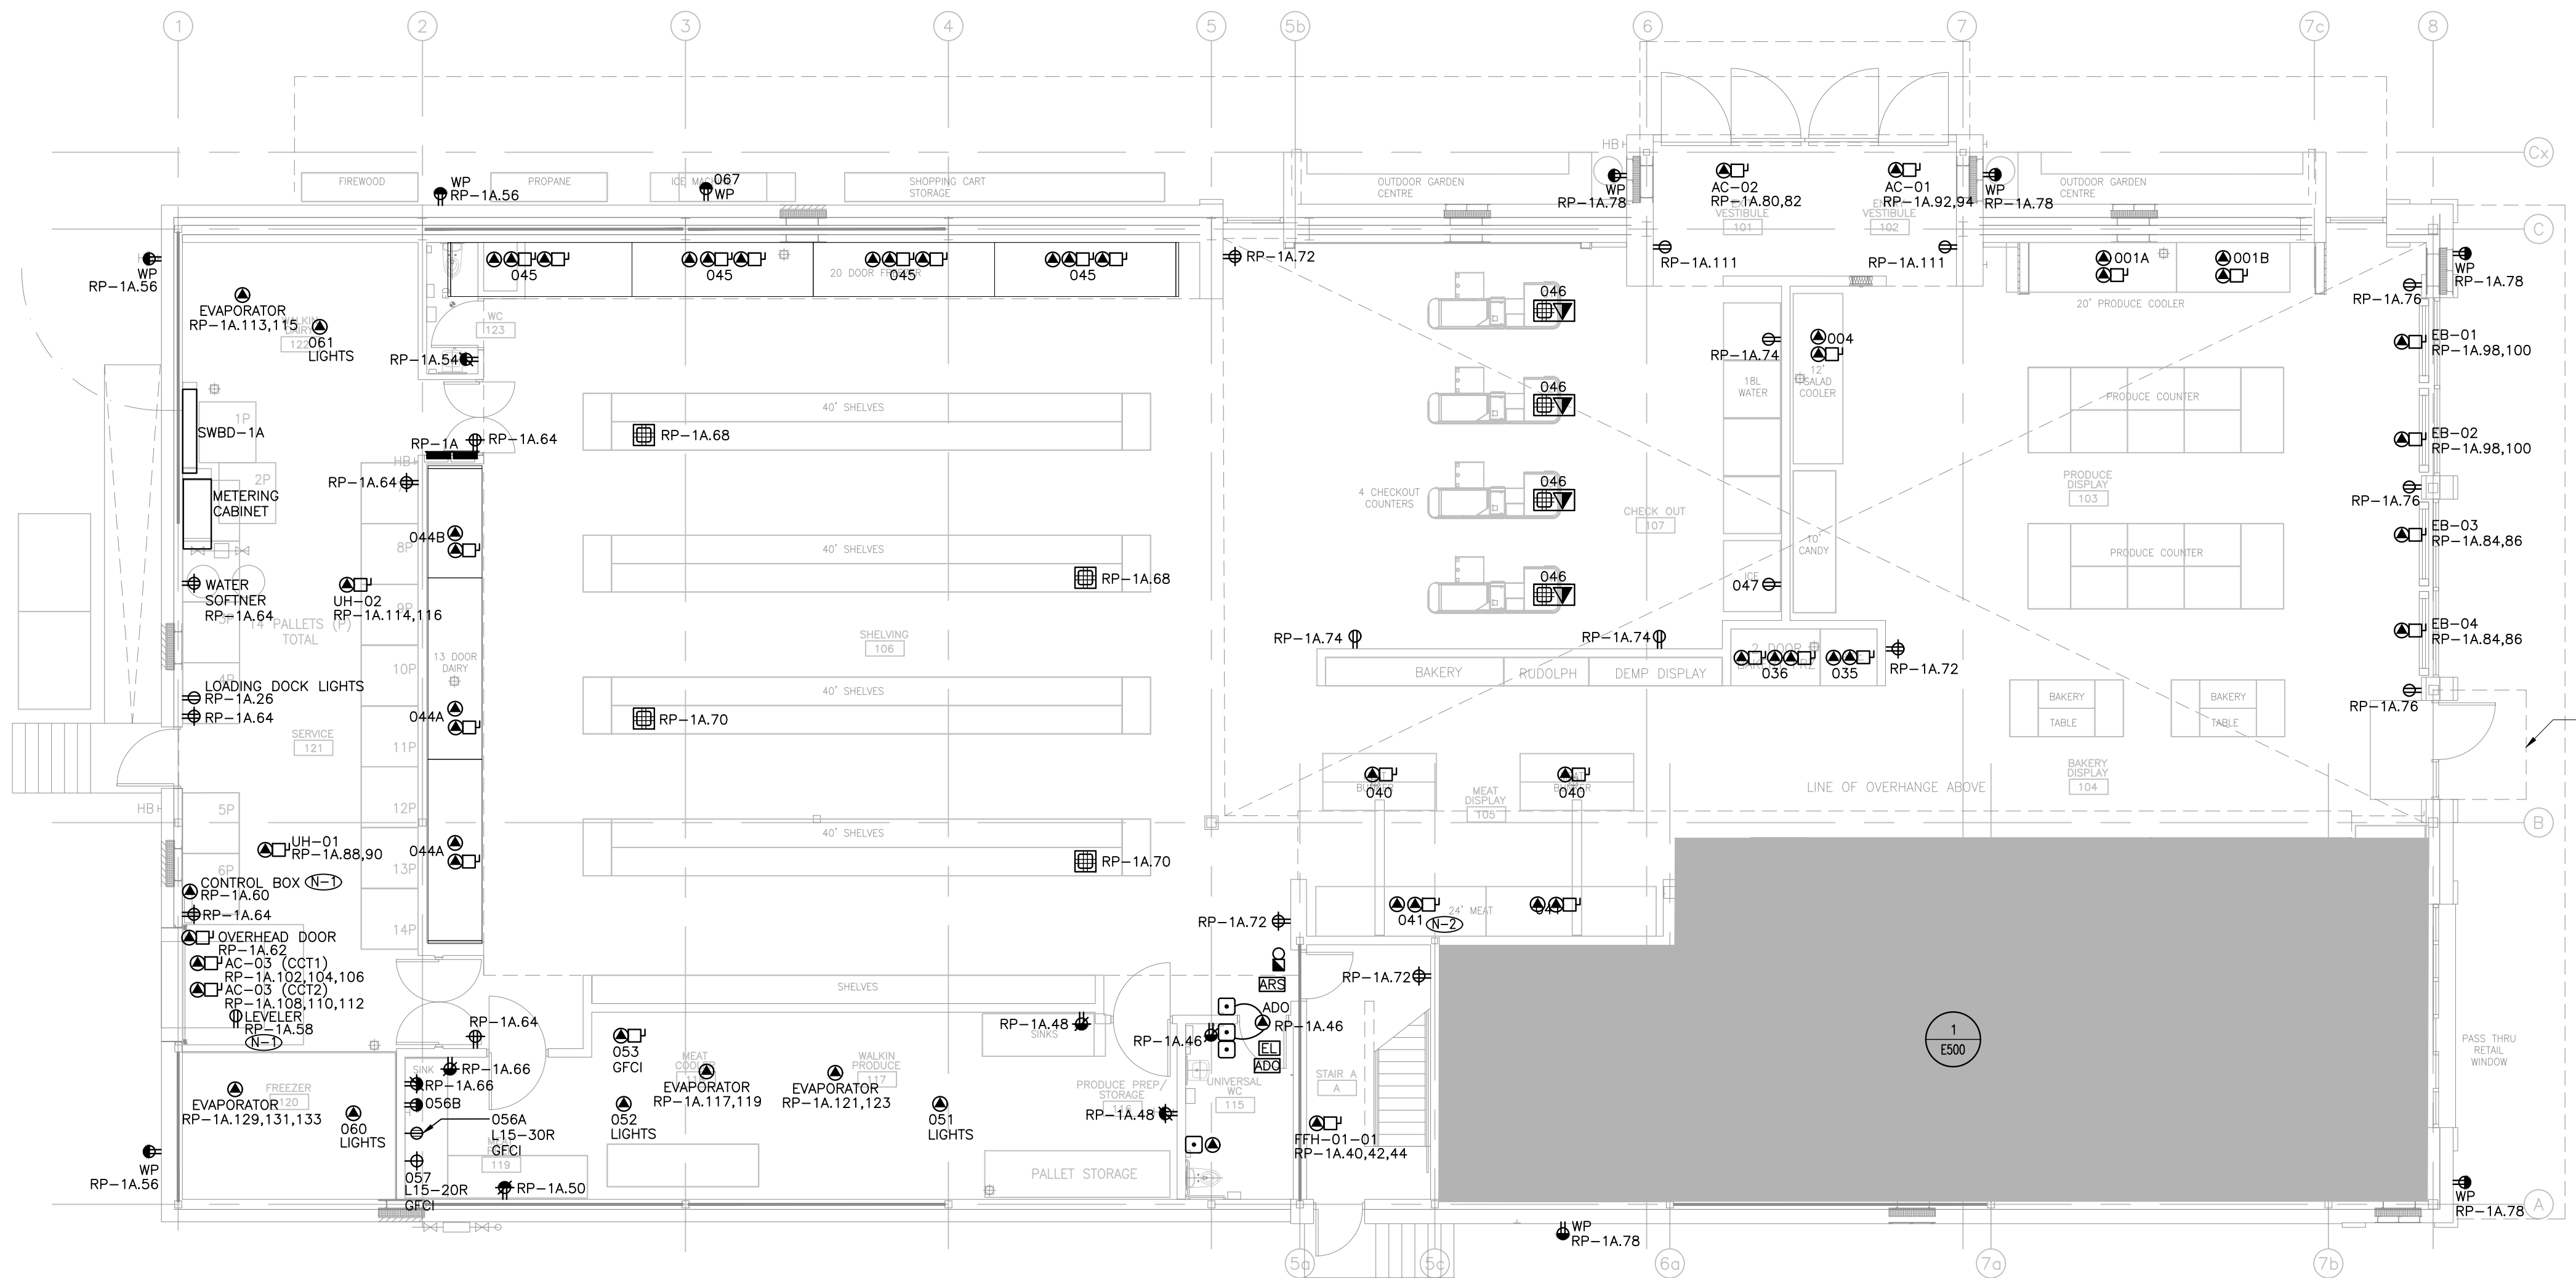 1
2
3
4
5
5b
6
7
7c
8
Cx
C
B
A
5a
5c
6a
7a
7b
FIREWOOD
WP
RP-1A.56
PROPANE
ICE MACHINE
067
WP
SHOPPING CART
STORAGE
OUTDOOR GARDEN
CENTRE
HB
WP
RP-1A.78
AC-02
RP-1A.80,82
VESTIBULE
101
AC-01
RP-1A.92,94
VESTIBULE
102
WP
RP-1A.78
OUTDOOR GARDEN
CENTRE
WP
RP-1A.56
EVAPORATOR
RP-1A.113,115
122
061
LIGHTS
045
045
20 DOOR FREEZER
045
045
WC
123
RP-1A.54
RP-1A.72
RP-1A.111
RP-1A.111
001A
001B
20' PRODUCE COOLER
WP
RP-1A.78
RP-1A.76
EB-01
RP-1A.98,100
EB-02
RP-1A.98,100
RP-1A.76
EB-03
RP-1A.84,86
EB-04
RP-1A.84,86
RP-1A.76
1P
SWBD-1A
2P
METERING
CABINET
RP-1A
RP-1A.64
HB
RP-1A.64
40' SHELVES
RP-1A.68
40' SHELVES
RP-1A.68
SHELVING
106
40' SHELVES
RP-1A.70
40' SHELVES
RP-1A.70
046
046
046
046
4 CHECKOUT
COUNTERS
CHECK OUT
107
RP-1A.74
18L
WATER
004
12'
SALAD
COOLER
10'
CANDY
ICE
047
PRODUCE COUNTER
PRODUCE
DISPLAY
103
PRODUCE COUNTER
8P
044B
WATER
SOFTNER
RP-1A.64
UH-02
RP-1A.114,116
9P
14 PALLETS (P)
TOTAL
10P
13 DOOR
DAIRY
LOADING DOCK LIGHTS
RP-1A.26
RP-1A.64
SERVICE
121
044A
11P
12P
044A
13P
14P
HB
5P
6P
UH-01
RP-1A.88,90
CONTROL BOX
N-1
RP-1A.60
RP-1A.64
OVERHEAD DOOR
RP-1A.62
AC-03 (CCT1)
RP-1A.102,104,106
AC-03 (CCT2)
RP-1A.108,110,112
LEVELER
RP-1A.58
N-1
RP-1A.74
RP-1A.74
BAKERY
RUDOLPH
DEMP DISPLAY
036
035
RP-1A.72
BAKERY
TABLE
BAKERY
TABLE
040
040
MEAT
DISPLAY
105
LINE OF OVERHANGE ABOVE
BAKERY
DISPLAY
104
041
N-2
24' MEAT
041
RP-1A.72
ARS
RP-1A.72
SHELVES
RP-1A.64
ADO
RP-1A.46
RP-1A.46
EL
ADO
RP-1A.48
SINKS
053
GFCI
MEAT
COOLER
EVAPORATOR
RP-1A.117,119
WALKIN
PRODUCE
117
EVAPORATOR
RP-1A.121,123
PRODUCE PREP/
STORAGE
RP-1A.48
UNIVERSAL
WC
115
STAIR A
A
FFH-01-01
RP-1A.40,42,44
SINK
RP-1A.66
RP-1A.66
056B
056A
L15-30R
GFCI
119
057
L15-20R
GFCI
RP-1A.50
FREEZER
120
EVAPORATOR
RP-1A.129,131,133
060
LIGHTS
052
LIGHTS
051
LIGHTS
PALLET STORAGE
WP
RP-1A.56
1
E500
PASS THRU
RETAIL
WINDOW
WP
RP-1A.78
WP
RP-1A.78